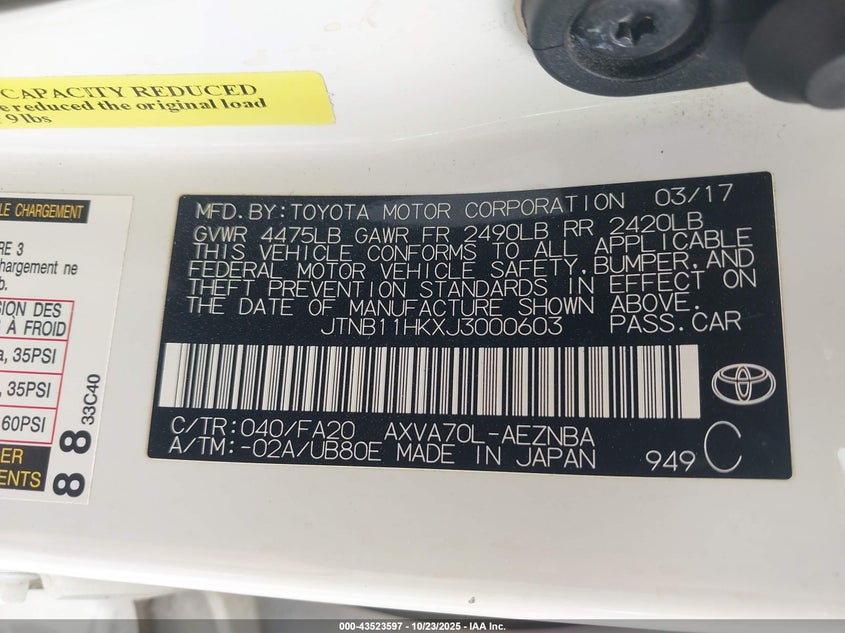 CAPACITY REDUCED
e reduced the original load
9 lbs
LE CHARGEMENT
RE 3
hargement ne
b.
SION DES
À FROID
a, 35PSI
, 35PSI
60PSI
ER
ENTS
8 8
33C40
MFD.BY:TOYOTA MOTOR CORPORATION 03/17
GVWR 4475LB GAWR FR 2490LB RR 2420LB
THIS VEHICLE CONFORMS TO ALL APPLICABLE
FEDERAL MOTOR VEHICLE SAFETY,BUMPER,AND
THEFT PREVENTION STANDARDS IN EFFECT ON
THE DATE OF MANUFACTURE SHOWN ABOVE.
JTNB11HKXJ3000603 PASS.CAR
C/TR:040/FA20 AXVA70L-AEZNBA
A/TM:-02A/UB80E MADE IN JAPAN 949 C
000-43523597 - 10/23/2025 - IAA Inc.